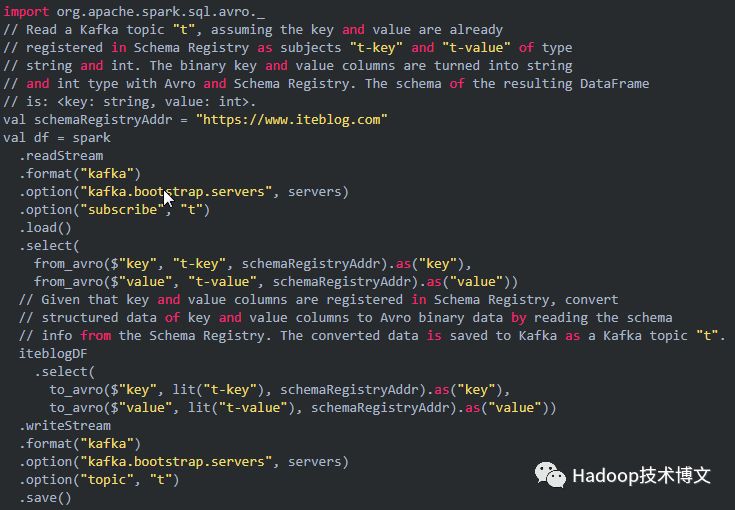 import org.apache.spark.sql.avro._
// Read a Kafka topic "t", assuming the key and value are already
// registered in Schema Registry as subjects "t-key" and "t-value" of type
// string and int. The binary key and value columns are turned into string
// and int type with Avro and Schema Registry. The schema of the resulting DataFrame
// is: <key: string, value: int>.
val schemaRegistryAddr = "https://www.iteblog.com"
val df = spark
  .readStream
  .format("kafka")
  .option("kafka.bootstrap.servers", servers)
  .option("subscribe", "t")
  .load()
  .select(
    from_avro($"key", "t-key", schemaRegistryAddr).as("key"),
    from_avro($"value", "t-value", schemaRegistryAddr).as("value"))
  // Given that key and value columns are registered in Schema Registry, convert
  // structured data of key and value columns to Avro binary data by reading the schema
  // info from the Schema Registry. The converted data is saved to Kafka as a Kafka topic "t".
  iteblogDF
    .select(
      to_avro($"key", lit("t-key"), schemaRegistryAddr).as("key"),
      to_avro($"value", lit("t-value"), schemaRegistryAddr).as("value"))
  .writeStream
  .format("kafka")
  .option("kafka.bootstrap.servers", servers)
  .option("topic", "t")
  .save()
Hadoop技术博文